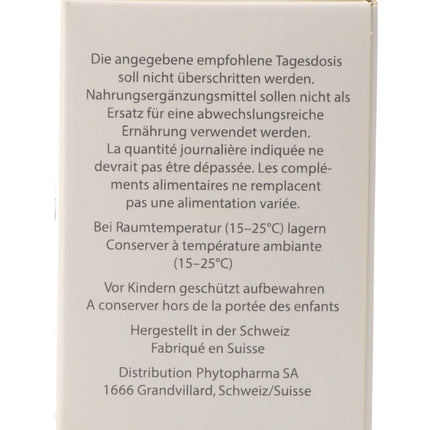 Die angegebene empfohlene Tagesdosis
soll nicht überschritten werden.
Nahrungsergänzungsmittel sollen nicht als
Ersatz für eine abwechslungsreiche
Ernährung verwendet werden.
La quantité journalière indiquée ne
devrait pas être dépassée. Les complé-
ments alimentaires ne remplacent
pas une alimentation variée.
Bei Raumtemperatur (15–25°C) lagern
Conserver à température ambiante
(15–25°C)
Vor Kindern geschützt aufbewahren
A conserver hors de la portée des enfants
Hergestellt in der Schweiz
Fabriqué en Suisse
Distribution Phytopharma SA
1666 Grandvillard, Schweiz/Suisse